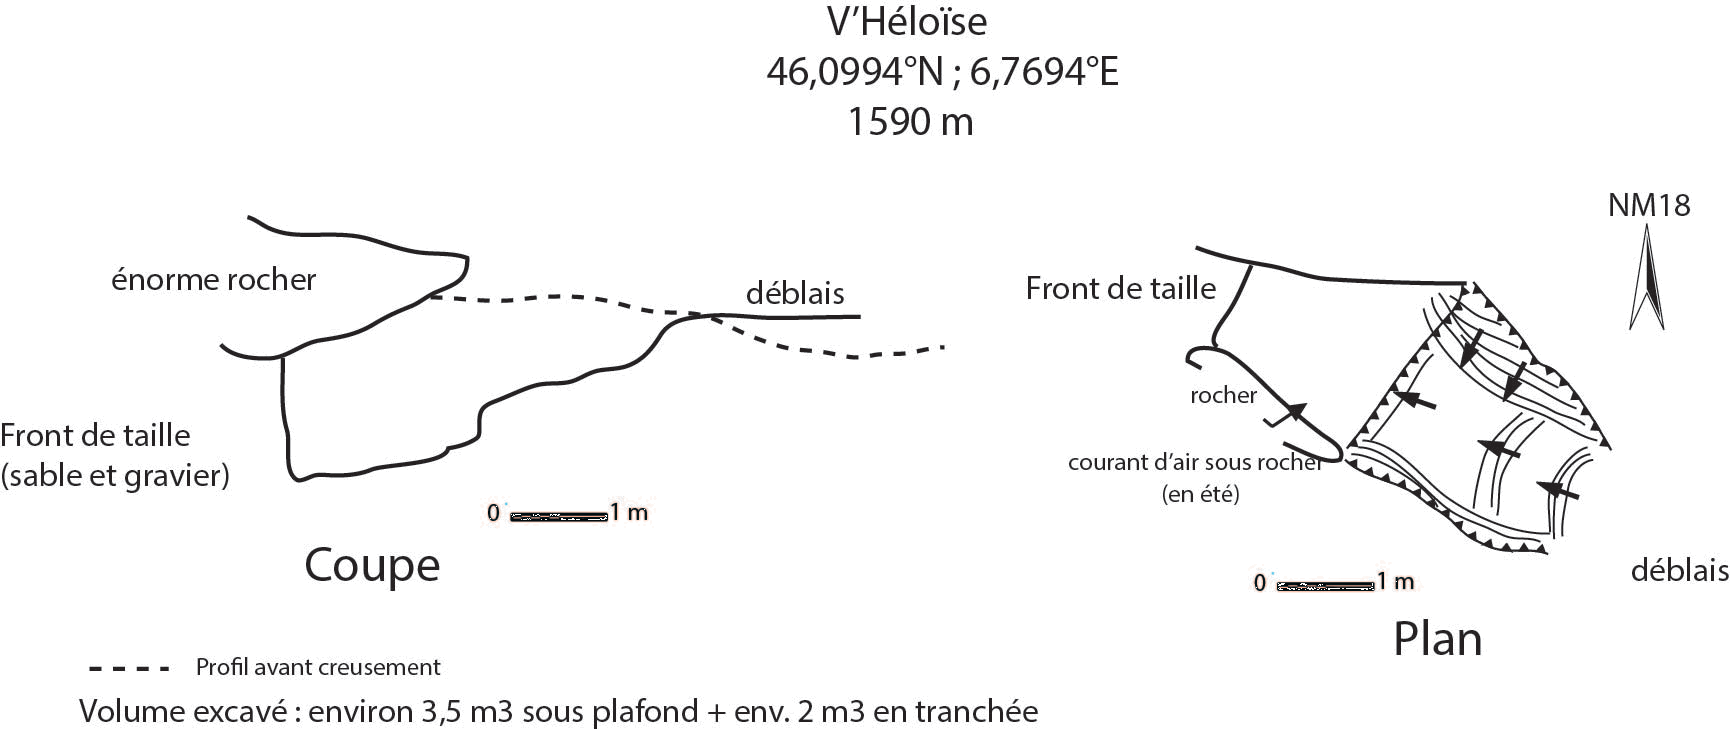 V’Héloïse
46,0994°N ; 6,7694°E
1590 m
énorme rocher
déblais
Front de taille
(sable et gravier)
0 1 m
Coupe
NM18
Front de taille
rocher
courant d’air sous rocher
(en été)
déblais
0 1 m
Plan
Profil avant creusement
Volume excavé : environ 3,5 m3 sous plafond + env. 2 m3 en tranchée